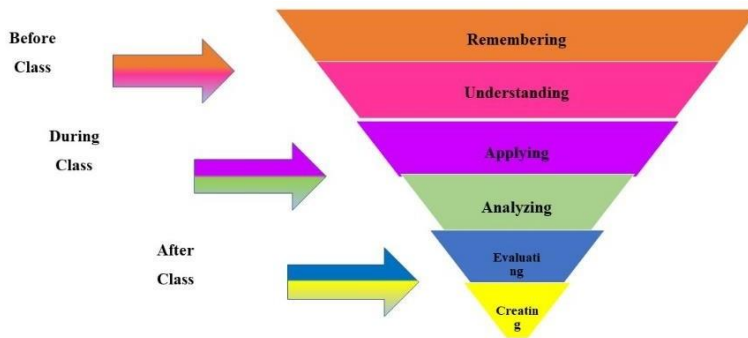 Before
Class
Remembering
Understanding
During
Class
Applying
Analyzing
After
Class
Evaluati
ng
Creatin
g